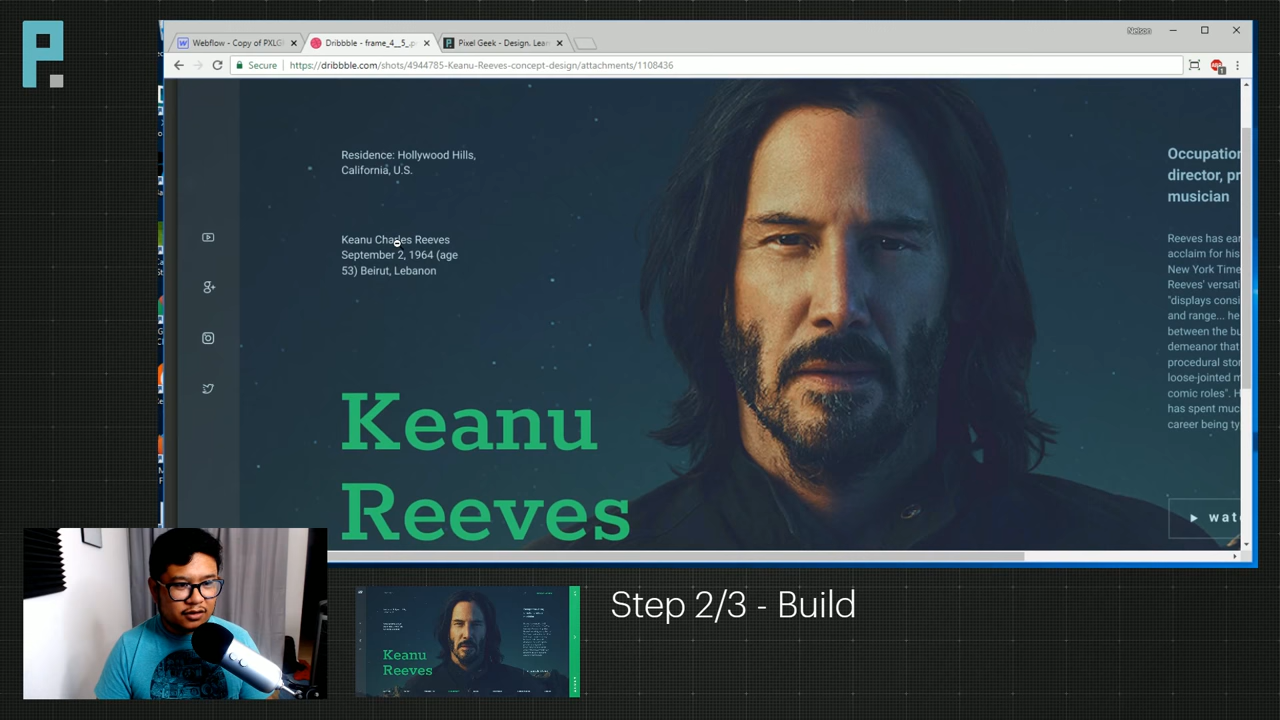 P.
Nelson
Webflow - Copy of PXLG
Dribbble - frame_4__5_.p
Pixel Geek - Design. Lear
Secure
https://dribbble.com/shots/4944785-Keanu-Reeves-concept-design/attachments/1108436
Residence: Hollywood Hills,
California, U.S.
Keanu Charles Reeves
September 2, 1964 (age
53) Beirut, Lebanon
Keanu
Reeves
Occupation
director, pr
musician
Reeves has ear
acclaim for his
New York Time
Reeves' versati
"displays consi
and range... he
between the bu
demeanor that
procedural stor
loose-jointed m
comic roles". H
has spent muc
career being ty
wat
Keanu
Reeves
Step 2/3 - Build